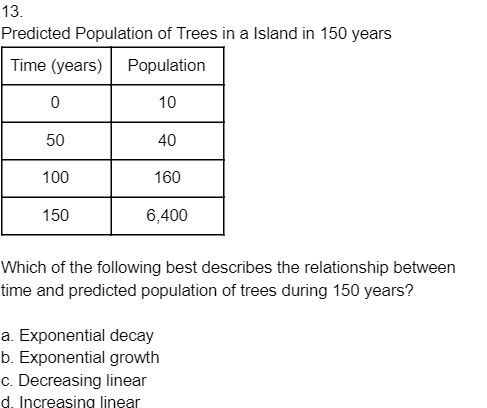 13.
Predicted Population of Trees in a Island in 150 years
Time (years) Population
0 10
50 40
100 160
150 6,400
Which of the following best describes the relationship between
time and predicted population of trees during 150 years?
a. Exponential decay
b. Exponential growth
c. Decreasing linear
d. Increasing linear